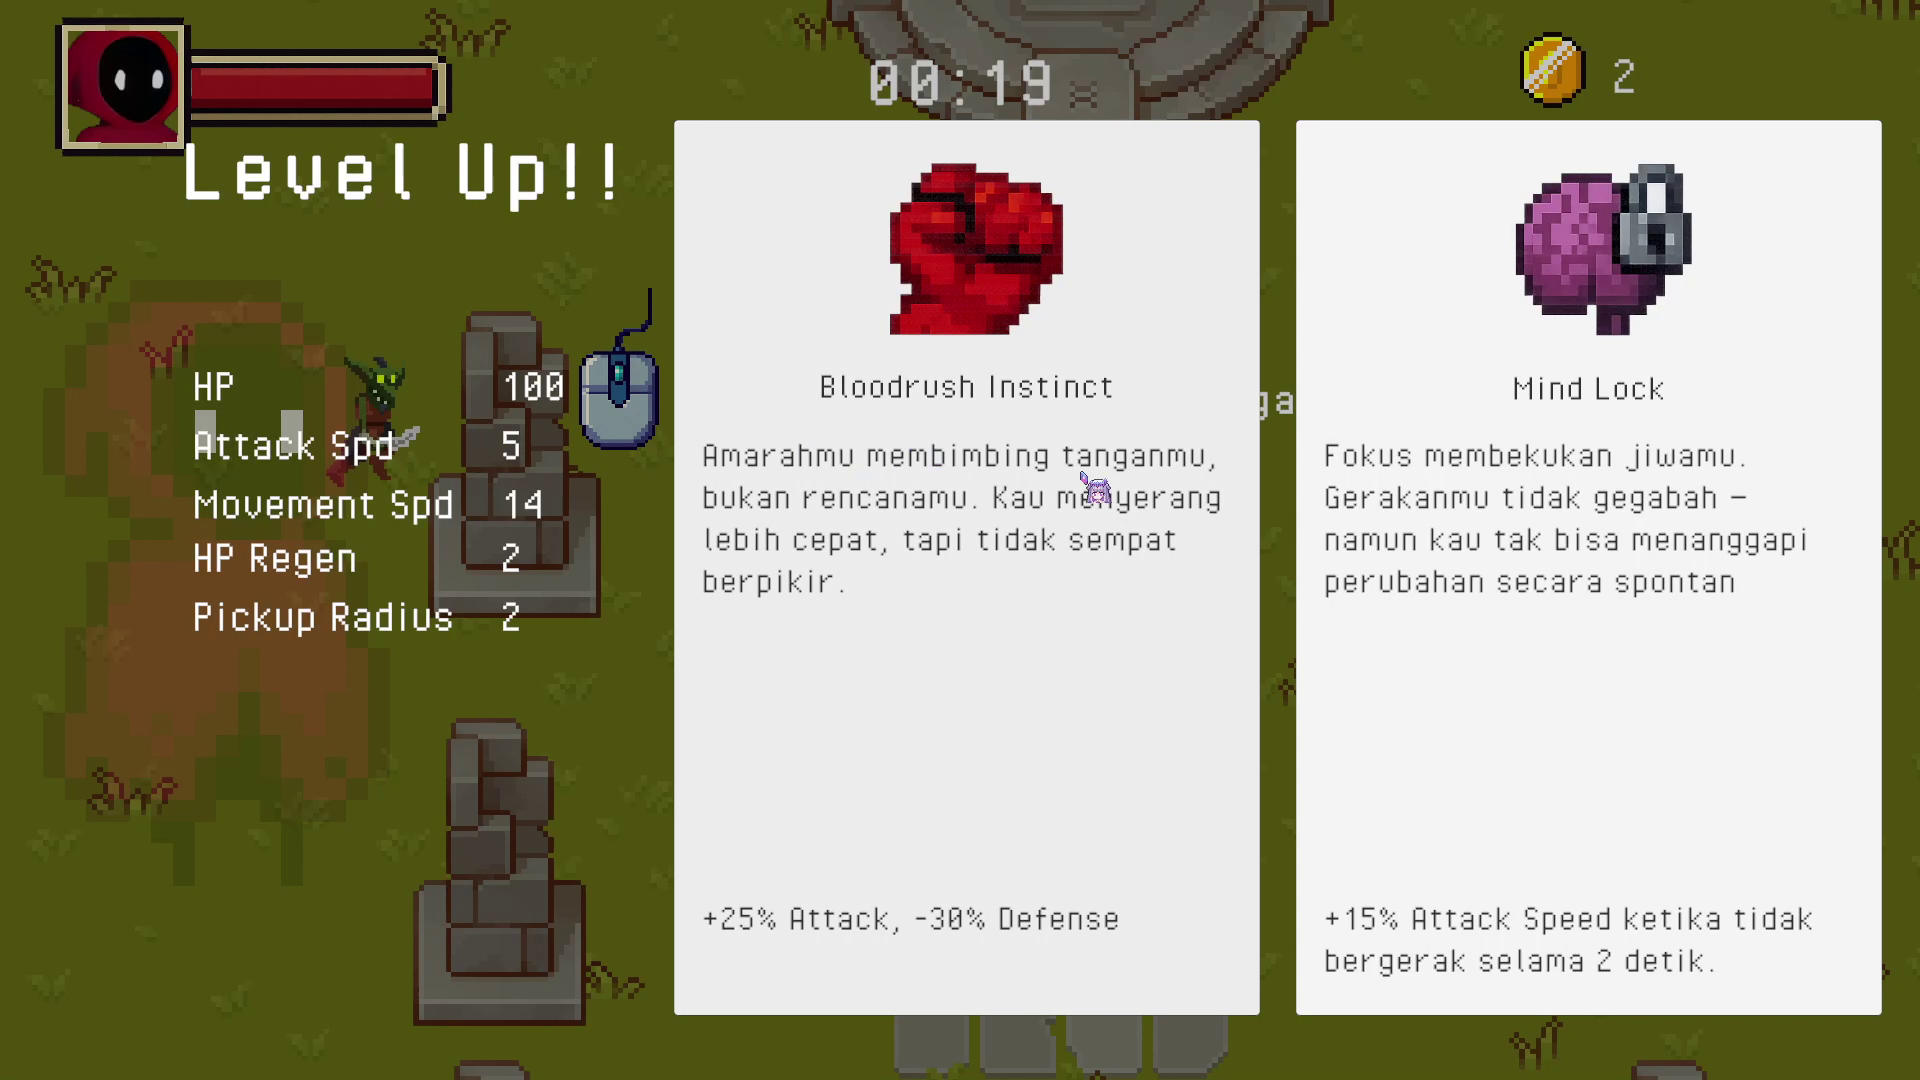 00:19
2
Level Up!!
HP 100
Attack Spd 5
Movement Spd 14
HP Regen 2
Pickup Radius 2
Bloodrush Instinct
Amarahmu membimbing tanganmu,
bukan rencanamu. Kau menyerang
lebih cepat, tapi tidak sempat
berpikir.
+25% Attack, -30% Defense
ga
Mind Lock
Fokus membekukan jiwamu.
Gerakanmu tidak gegabah –
namun kau tak bisa menanggapi
perubahan secara spontan
+15% Attack Speed ketika tidak
bergerak selama 2 detik.